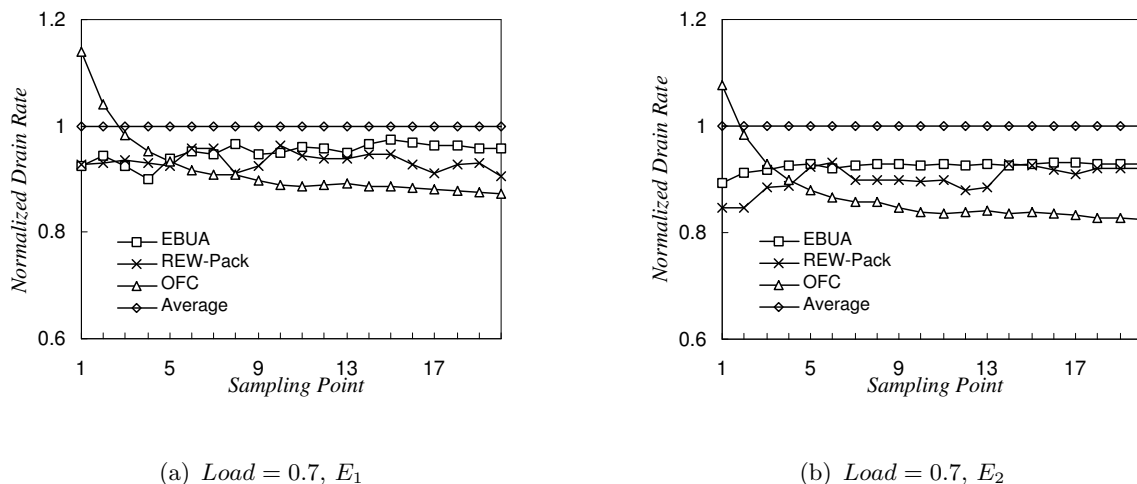 1.2
1
0.8
0.6
Normalized Drain Rate
EBUA
REW-Pack
OFC
Average
1 5 9 13 17
Sampling Point
(a) Load = 0.7, E1
1.2
1
0.8
0.6
Normalized Drain Rate
EBUA
REW-Pack
OFC
Average
1 5 9 13 17
Sampling Point
(b) Load = 0.7, E2